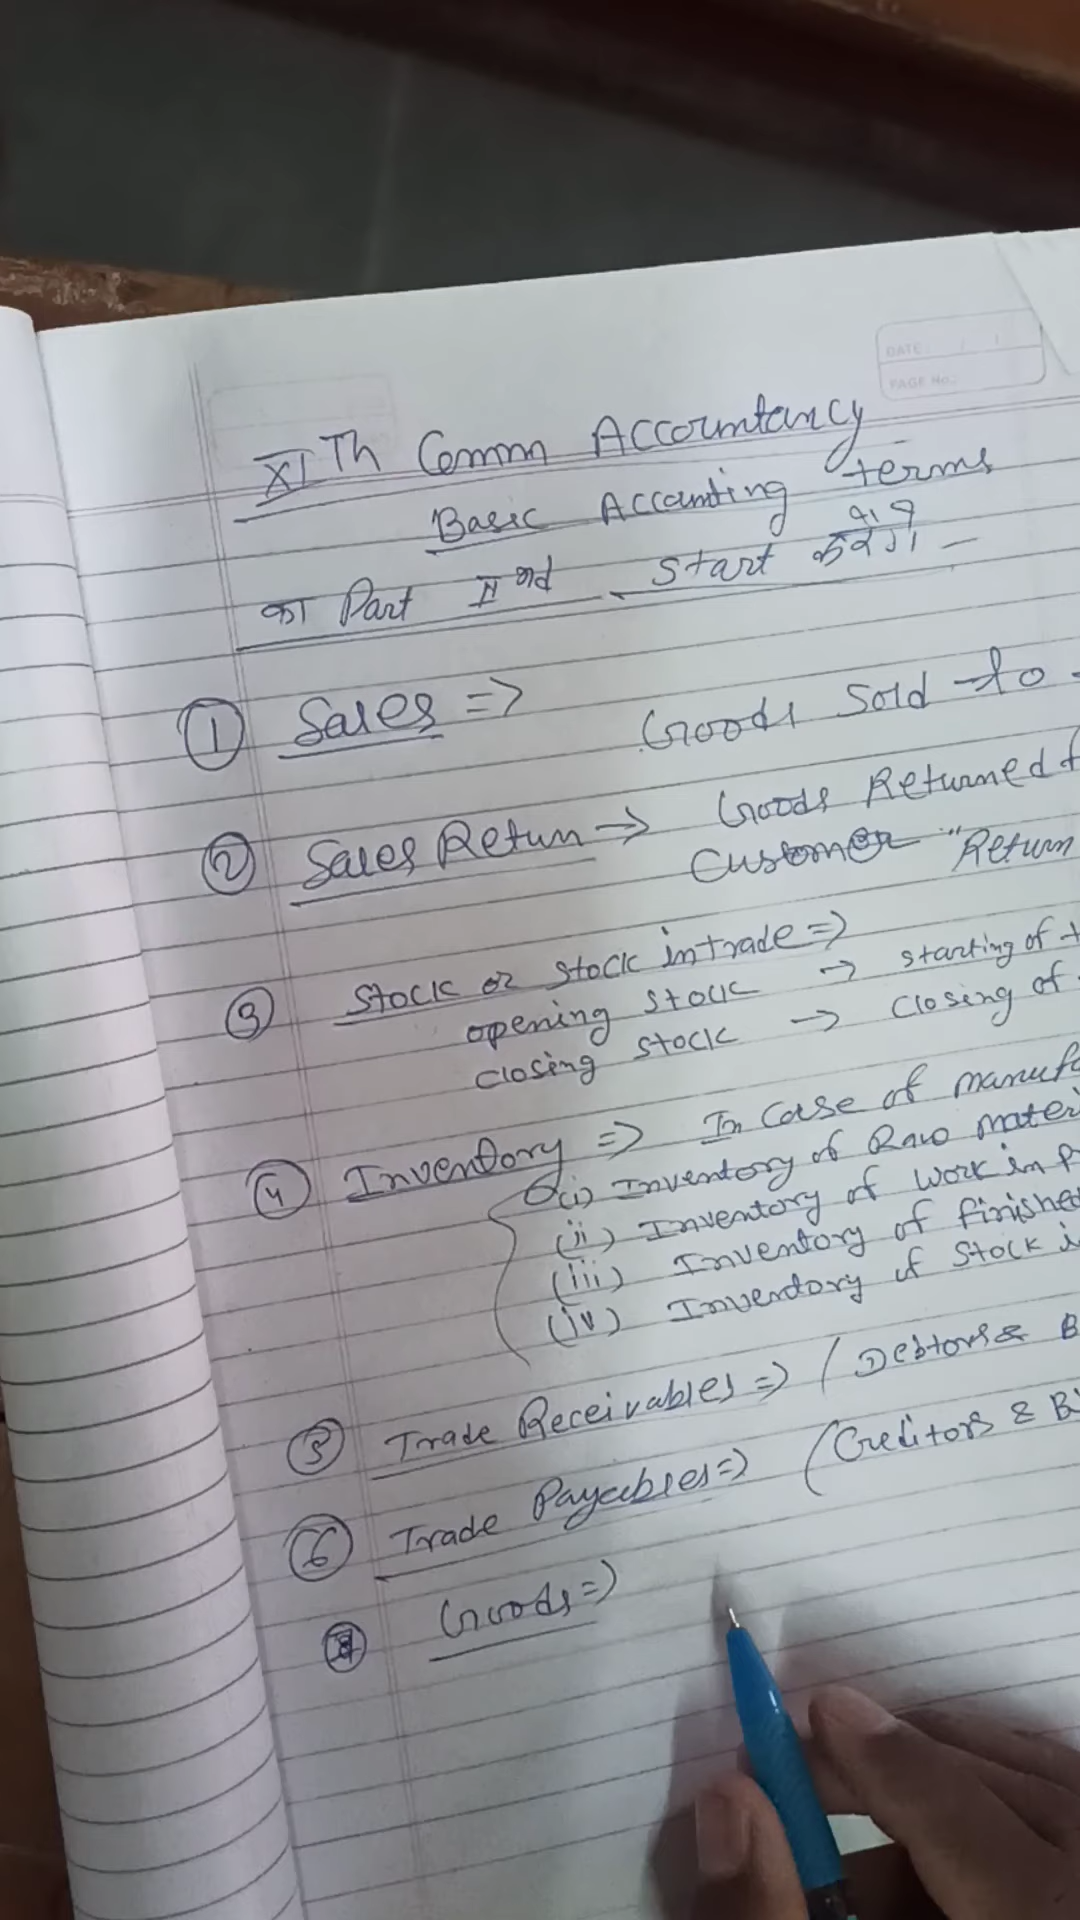 DATE: / /
PAGE No.:
XI Th Comm Accountancy
Basic Accounting terms
का Part II nd start करेंगे —
① Sales => Goods Sold to
② Sales Return → Goods Returned
Customer "Return
③ Stock or Stock in trade =>
opening stock → starting of
closing stock → closing of
④ Inventory => In Case of manufa
(i) Inventory of Raw mater
(ii) Inventory of work in P
(iii) Inventory of finished
(iv) Inventory of Stock i
⑤ Trade Receivables => (Debtors & B
⑥ Trade Payables => (Creditors & Bi
Goods =>